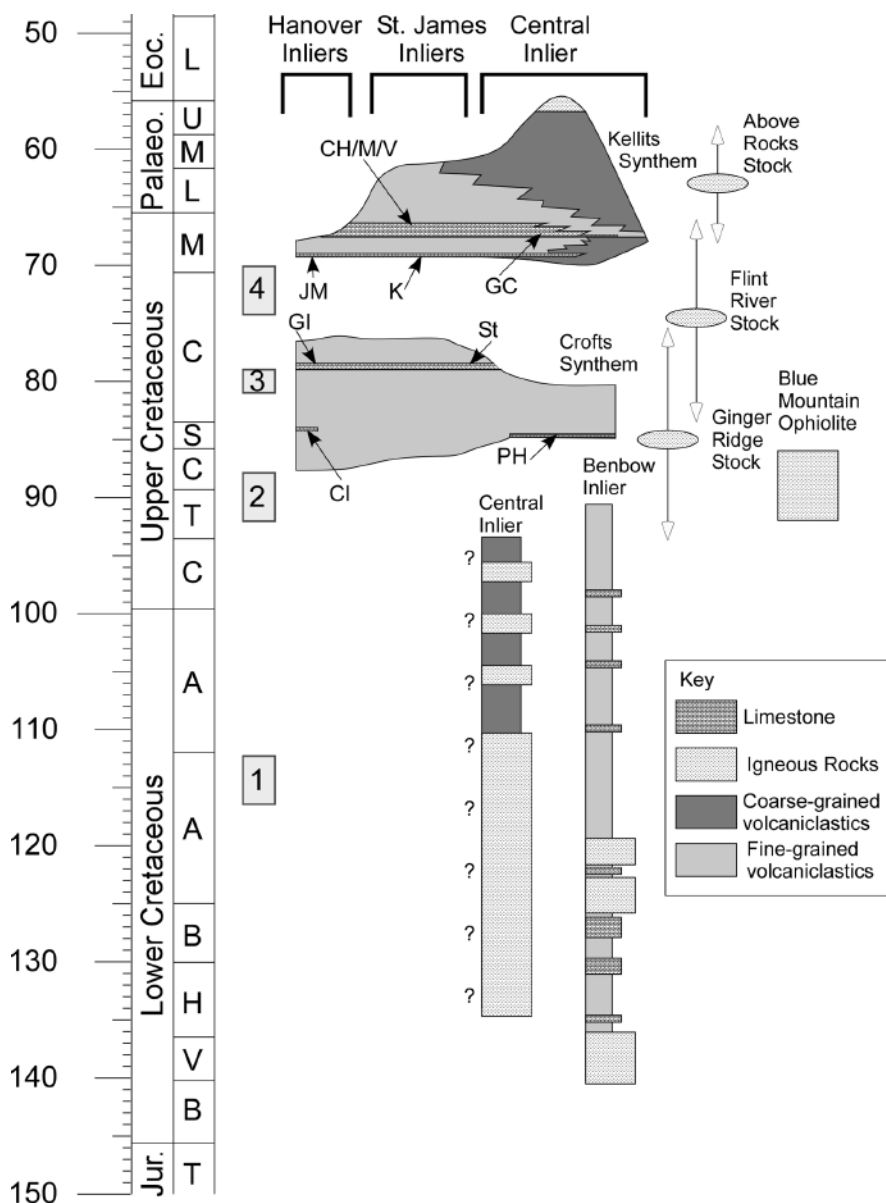 Hanover
Inliers
St. James
Inliers
Central
Inlier
50
60
70
80
90
100
110
120
130
140
150
Eoc.
Palaeo.
Upper Cretaceous
Lower Cretaceous
Jur.
L
U
M
L
M
C
S
C
T
C
A
A
B
H
V
B
T
4
3
2
1
CH/M/V
Kellits
Synthem
JM
K
GC
GI
St
Crofts
Synthem
CI
PH
Above
Rocks
Stock
Flint
River
Stock
Ginger
Ridge
Stock
Blue
Mountain
Ophiolite
Central
Inlier
Benbow
Inlier
?
?
?
?
?
?
?
?
Key
Limestone
Igneous Rocks
Coarse-grained
volcaniclastics
Fine-grained
volcaniclastics